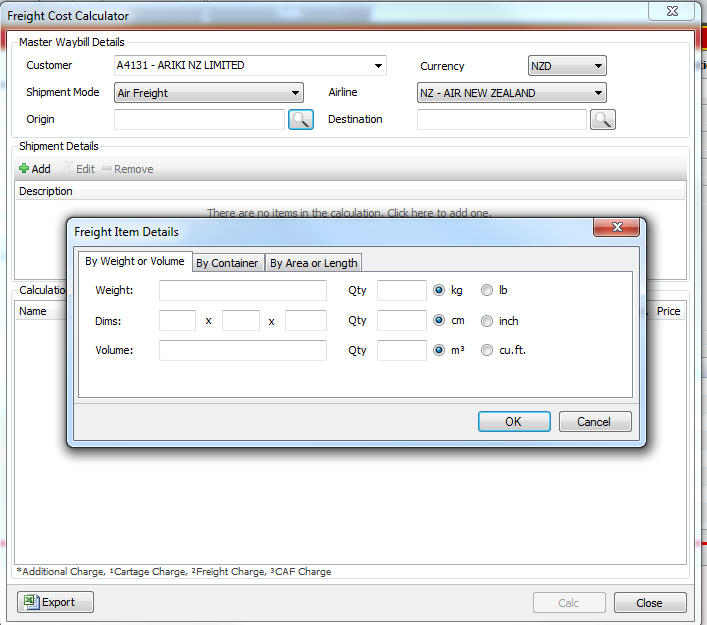 Freight Cost Calculator
Master Waybill Details
Customer A4131 - ARIKI NZ LIMITED Currency NZD
Shipment Mode Air Freight Airline NZ - AIR NEW ZEALAND
Origin Destination
Shipment Details
Add Edit Remove
Description
There are no items in the calculation. Click here to add one.
Freight Item Details
By Weight or Volume By Container By Area or Length
Weight: Qty kg lb
Dims: x x Qty cm inch
Volume: Qty m³ cu.ft.
OK Cancel
Name Price
*Additional Charge, ¹Cartage Charge, ²Freight Charge, ³CAF Charge
Export Calc Close